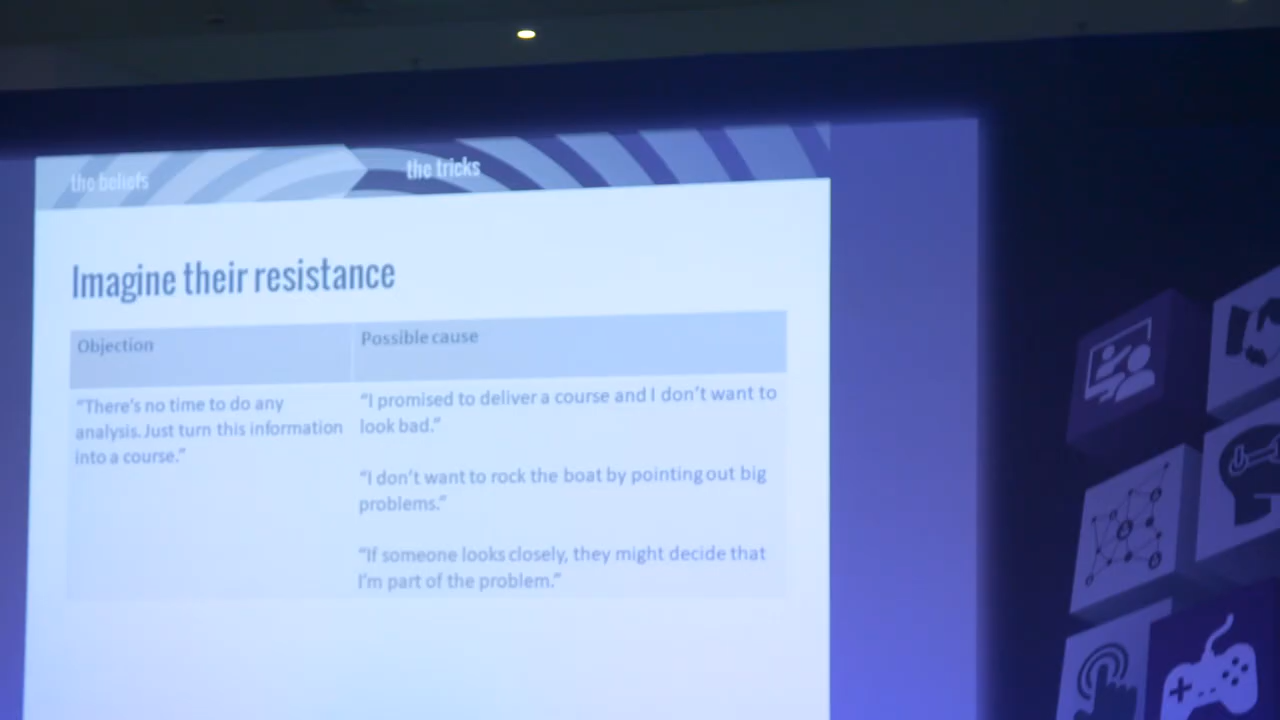 the beliefs
the tricks
Imagine their resistance
Objection
Possible cause
“There’s no time to do any
analysis. Just turn this information
into a course.”
“I promised to deliver a course and I don’t want to
look bad.”
“I don’t want to rock the boat by pointing out big
problems.”
“If someone looks closely, they might decide that
I’m part of the problem.”